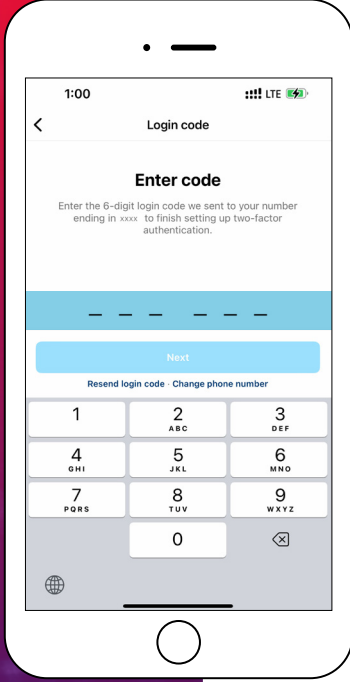 1:00 LTE
Login code
Enter code
Enter the 6-digit login code we sent to your number
ending in xxxx to finish setting up two-factor
authentication.
Next
Resend login code · Change phone number
1 2 3
ABC DEF
4 5 6
GHI JKL MNO
7 8 9
PQRS TUV WXYZ
0